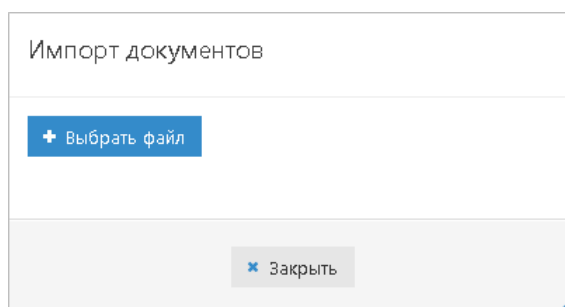 Импорт документов
Выбрать файл
Закрыть